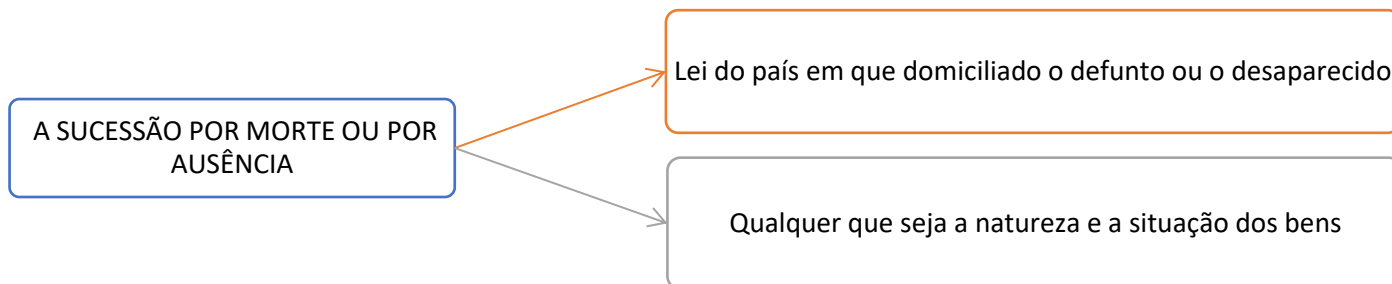 A SUCESSÃO POR MORTE OU POR
AUSÊNCIA
Lei do país em que domiciliado o defunto ou o desaparecido
Qualquer que seja a natureza e a situação dos bens